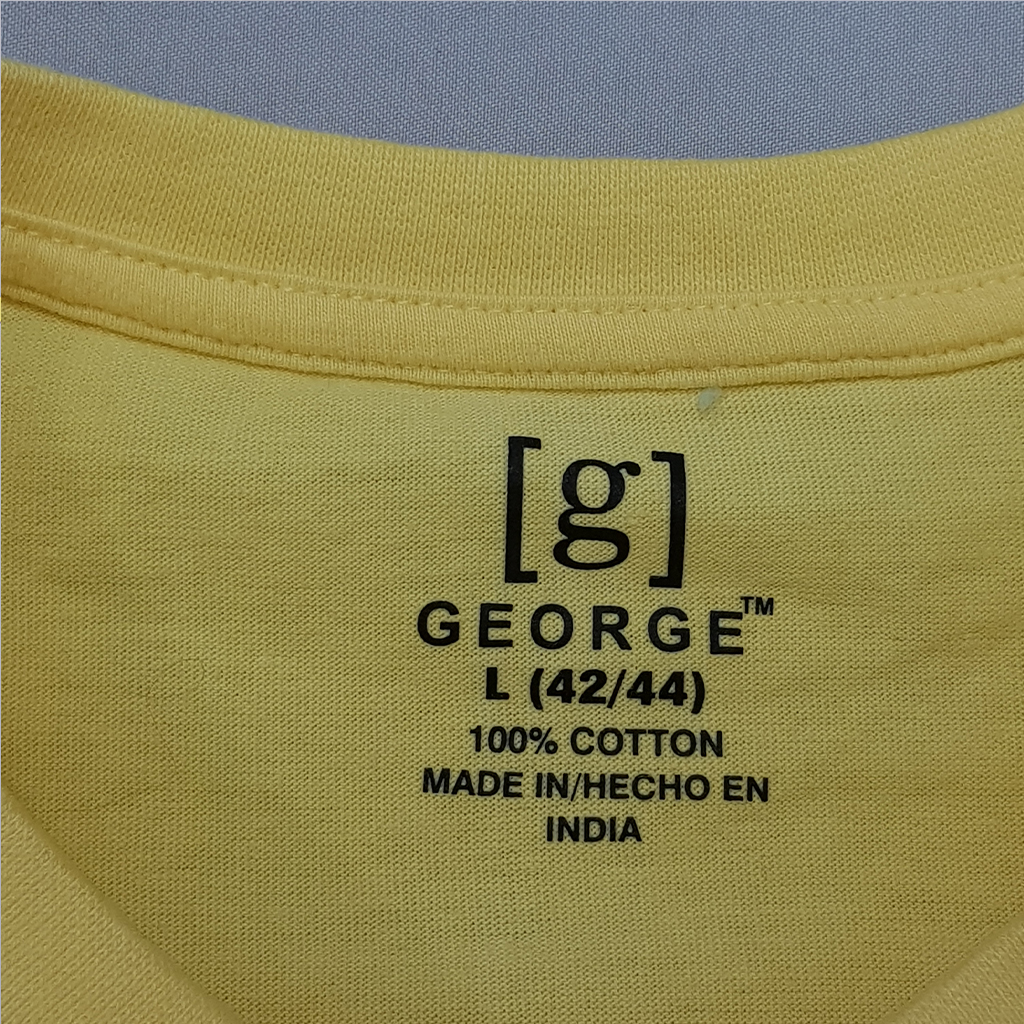 [g]
GEORGE™
L (42/44)
100% COTTON
MADE IN/HECHO EN
INDIA